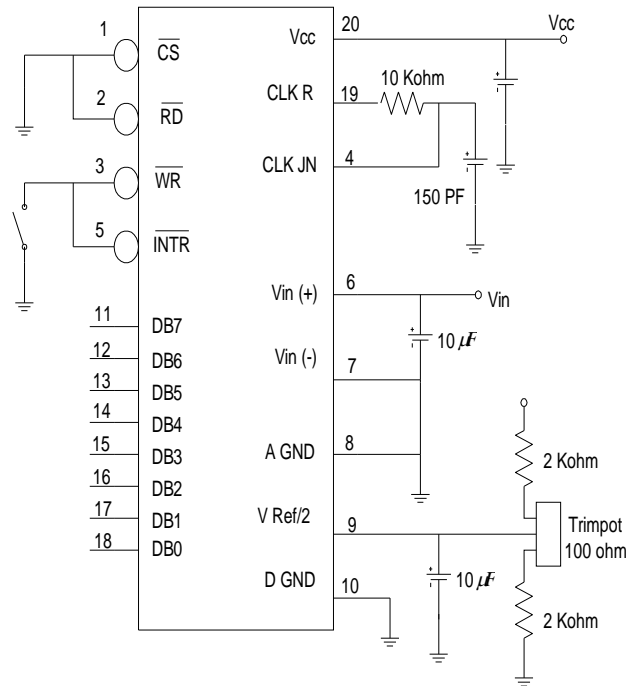 1
2
3
5
11
12
13
14
15
16
17
18
CS
RD
WR
INTR
DB7
DB6
DB5
DB4
DB3
DB2
DB1
DB0
Vcc
CLK R
CLK JN
Vin (+)
Vin (-)
A GND
V Ref/2
D GND
20
19
4
6
7
8
9
10
Vcc
10 Kohm
150 PF
Vin
10 µF
2 Kohm
Trimpot
100 ohm
10 µF
2 Kohm